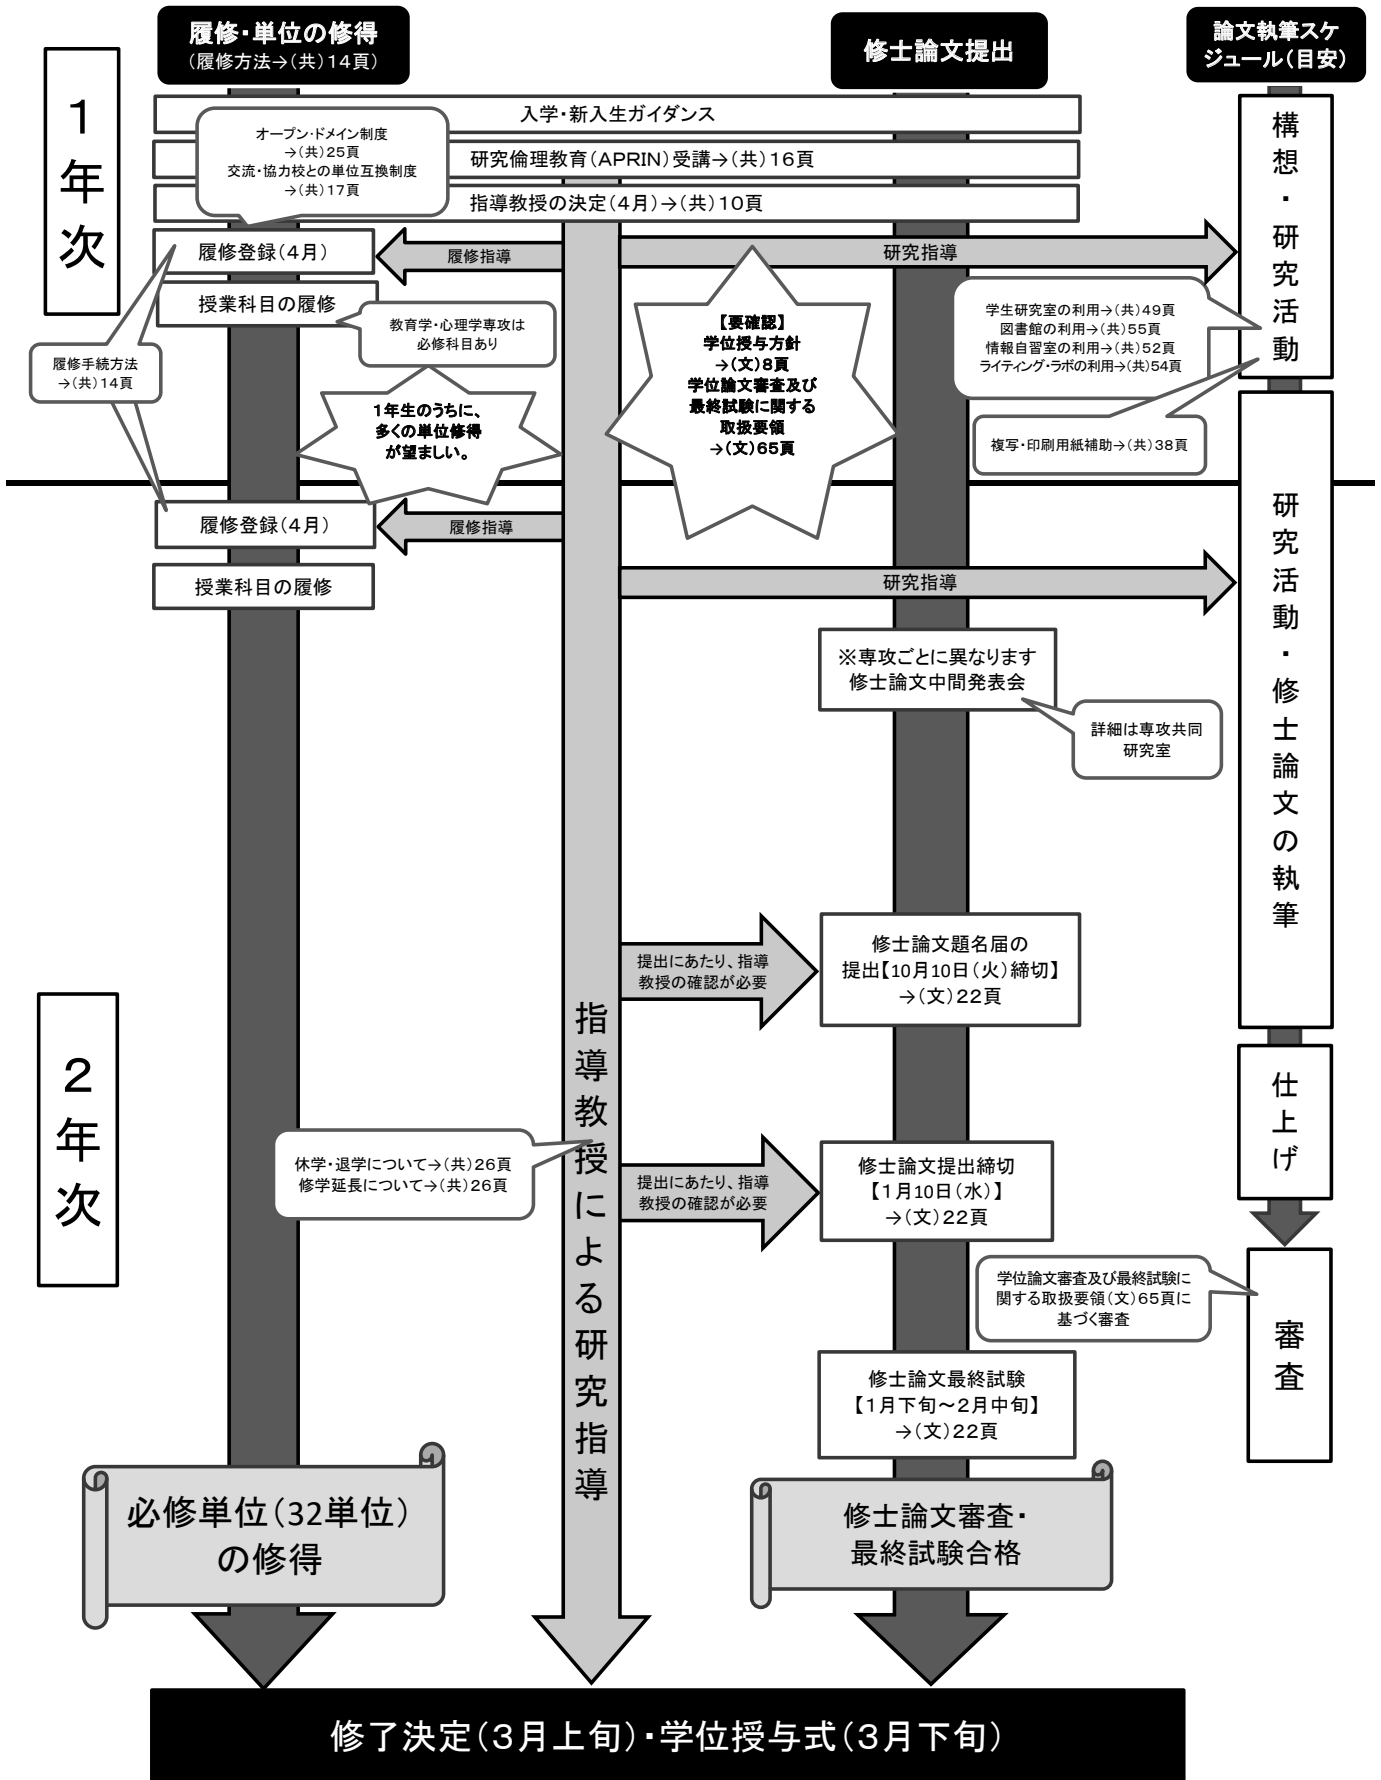 履修・単位の修得
（履修方法→（共）14頁）
修士論文提出
論文執筆スケ
ジュール（目安）
1年次
入学・新入生ガイダンス
オープン・ドメイン制度
→（共）25頁
交流・協力校との単位互換制度
→（共）17頁
研究倫理教育（APRIN）受講→（共）16頁
指導教授の決定（4月）→（共）10頁
構想・研究活動
履修登録（4月）
履修指導
研究指導
授業科目の履修
教育学・心理学専攻は
必修科目あり
履修手続方法
→（共）14頁
1年生のうちに、
多くの単位修得
が望ましい。
【要確認】
学位授与方針
→（文）8頁
学位論文審査及び
最終試験に関する
取扱要領
→（文）65頁
学生研究室の利用→（共）49頁
図書館の利用→（共）55頁
情報自習室の利用→（共）52頁
ライティング・ラボの利用→（共）54頁
複写・印刷用紙補助→（共）38頁
履修登録（4月）
履修指導
授業科目の履修
研究指導
研究活動・修士論文の執筆
※専攻ごとに異なります
修士論文中間発表会
詳細は専攻共同
研究室
2年次
提出にあたり、指導
教授の確認が必要
修士論文題名届の
提出【10月10日（火）締切】
→（文）22頁
指導教授による研究指導
仕上げ
休学・退学について→（共）26頁
修学延長について→（共）26頁
提出にあたり、指導
教授の確認が必要
修士論文提出締切
【1月10日（水）】
→（文）22頁
学位論文審査及び最終試験に
関する取扱要領（文）65頁に
基づく審査
審査
修士論文最終試験
【1月下旬～2月中旬】
→（文）22頁
必修単位（32単位）
の修得
修士論文審査・
最終試験合格
修了決定（3月上旬）・学位授与式（3月下旬）